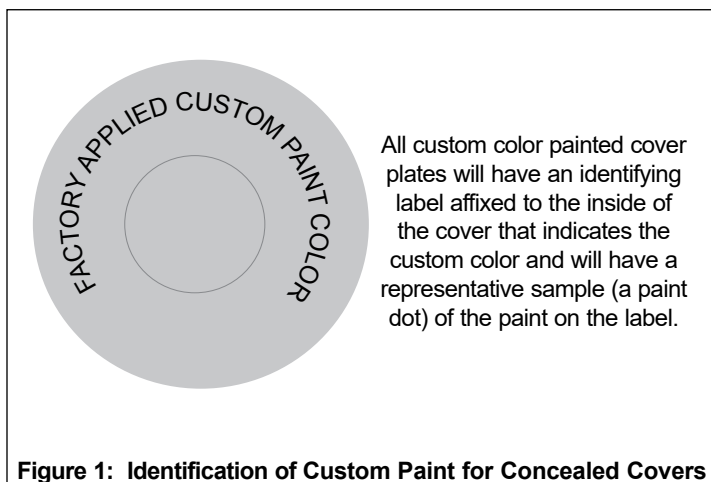 FACTORY APPLIED CUSTOM PAINT COLOR
All custom color painted cover
plates will have an identifying
label affixed to the inside of
the cover that indicates the
custom color and will have a
representative sample (a paint
dot) of the paint on the label.
Figure 1: Identification of Custom Paint for Concealed Covers